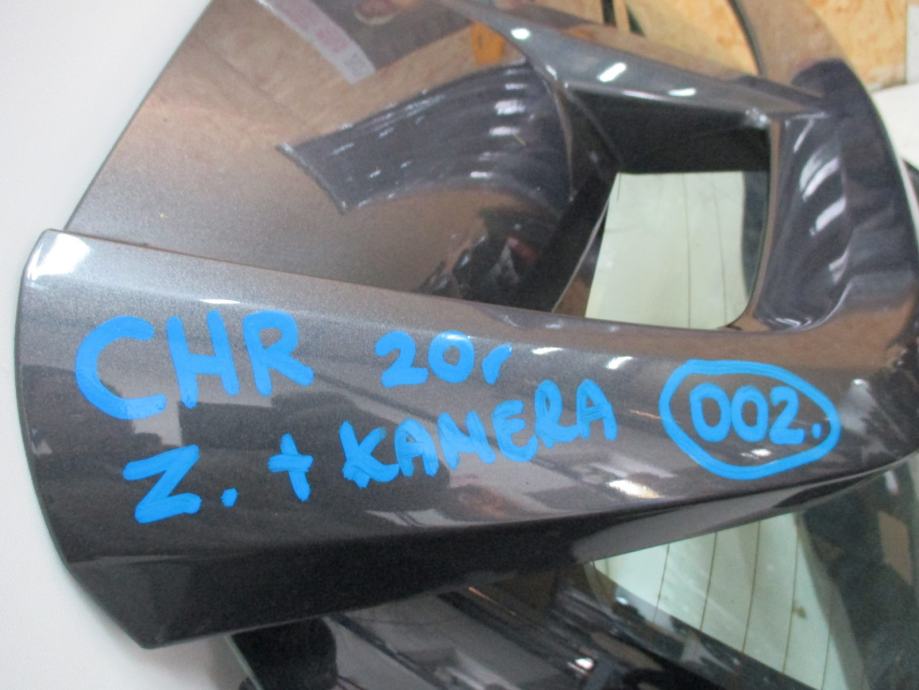 CHR 20r
Z. + KAMERA 002.